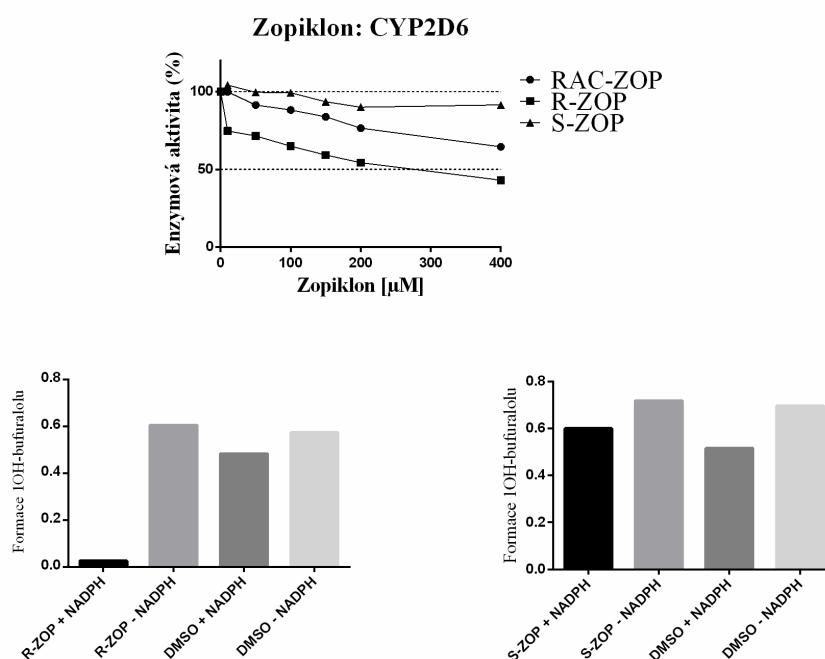 Zopiklon: CYP2D6
Enzymová aktivita (%)
100
50
0
0 100 200 300 400
Zopiklon [µM]
RAC-ZOP
R-ZOP
S-ZOP
Formace 1OH-bufuralolu
0.8
0.6
0.4
0.2
0.0
R-ZOP + NADPH
R-ZOP - NADPH
DMSO + NADPH
DMSO - NADPH
Formace 1OH-bufuralolu
0.8
0.6
0.4
0.2
0.0
S-ZOP + NADPH
S-ZOP - NADPH
DMSO + NADPH
DMSO - NADPH